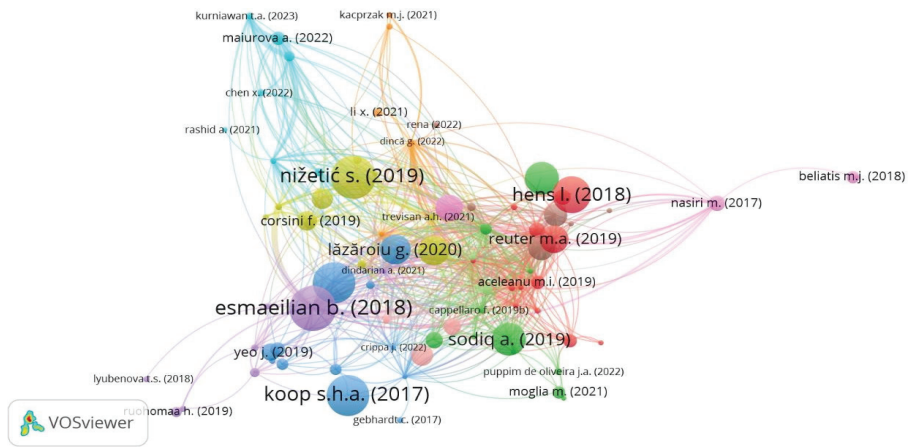 kurniawan t.a. (2023)
kacprzak m.j. (2021)
maiurova a. (2022)
chen x. (2022)
li x. (2021)
rena (2022)
rashid a. (2021)
dincă g. (2022)
nižetić s. (2019)
hens l. (2018)
beliatis m.j. (2018)
nasiri m. (2017)
corsini f. (2019)
trevisan a.h. (2021)
lăzăroiu g. (2020)
reuter m.a. (2019)
dindarian a. (2021)
aceleanu m.i. (2019)
esmaeilian b. (2018)
cappellaro f. (2019b)
sodiq a. (2019)
yeo j. (2019)
crippa j. (2022)
lyubenova t.s. (2018)
puppim de oliveira j.a. (2022)
koop s.h.a. (2017)
moglia m. (2021)
ruohomaa h. (2019)
gebhardt c. (2017)
VOSviewer